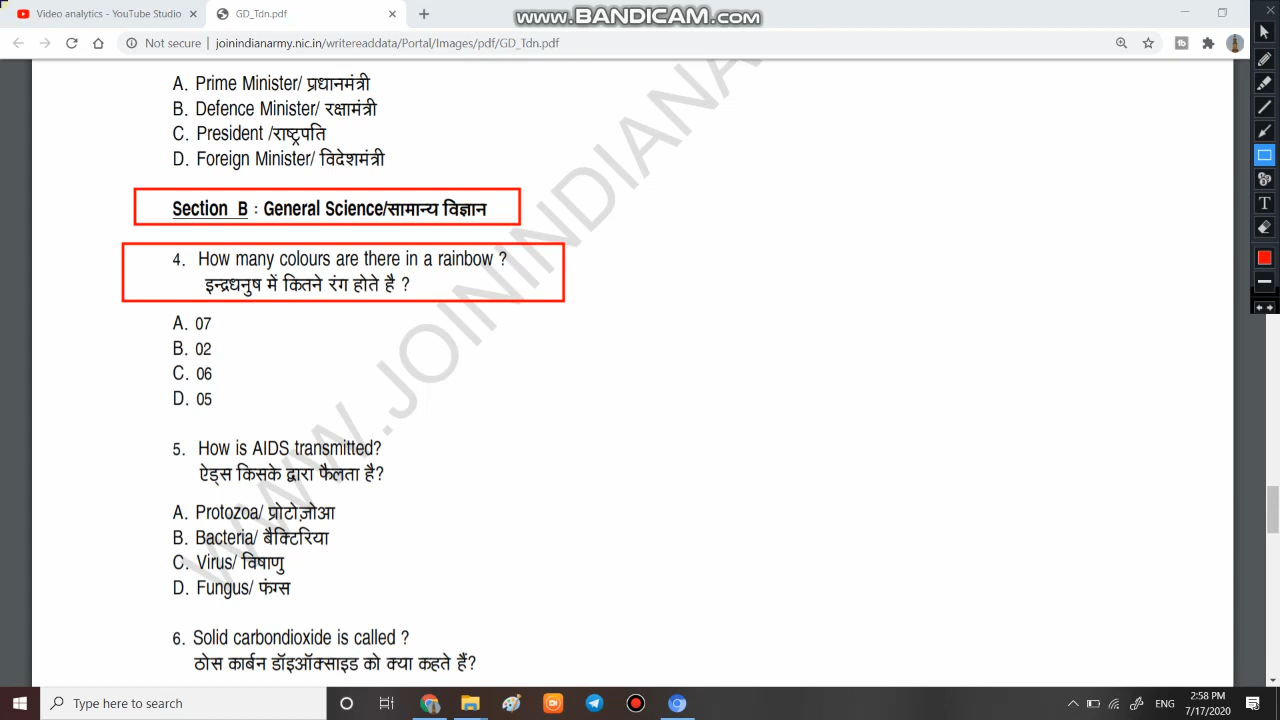 Video analytics - YouTube Studio
GD_Tdn.pdf
WWW.BANDICAM.COM
Not secure | joinindianarmy.nic.in/writereaddata/Portal/Images/pdf/GD_Tdn.pdf
A. Prime Minister/ प्रधानमंत्री
B. Defence Minister/ रक्षामंत्री
C. President /राष्ट्रपति
D. Foreign Minister/ विदेशमंत्री
Section B : General Science/सामान्य विज्ञान
4. How many colours are there in a rainbow ?
इन्द्रधनुष में कितने रंग होते है ?
A. 07
B. 02
C. 06
D. 05
5. How is AIDS transmitted?
ऐड्स किसके द्वारा फैलता है?
A. Protozoa/ प्रोटोज़ोआ
B. Bacteria/ बैक्टिरिया
C. Virus/ विषाणु
D. Fungus/ फंग्स
6. Solid carbondioxide is called ?
ठोस कार्बन डॉइऑक्साइड को क्या कहते हैं?
WWW.JOININDIANA
Type here to search
ENG
2:58 PM
7/17/2020